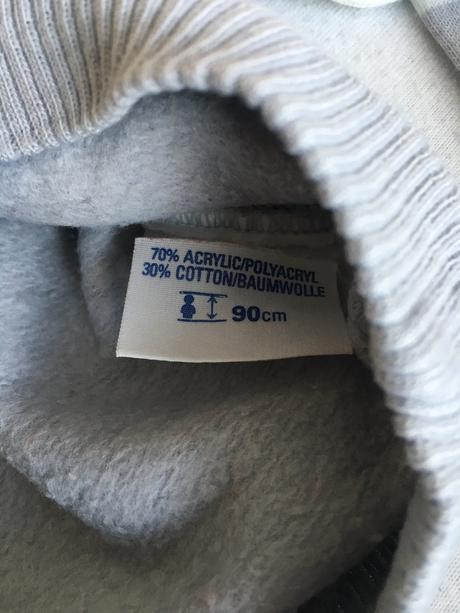 70% ACRYLIC/POLYACRYL
30% COTTON/BAUMWOLLE
90cm